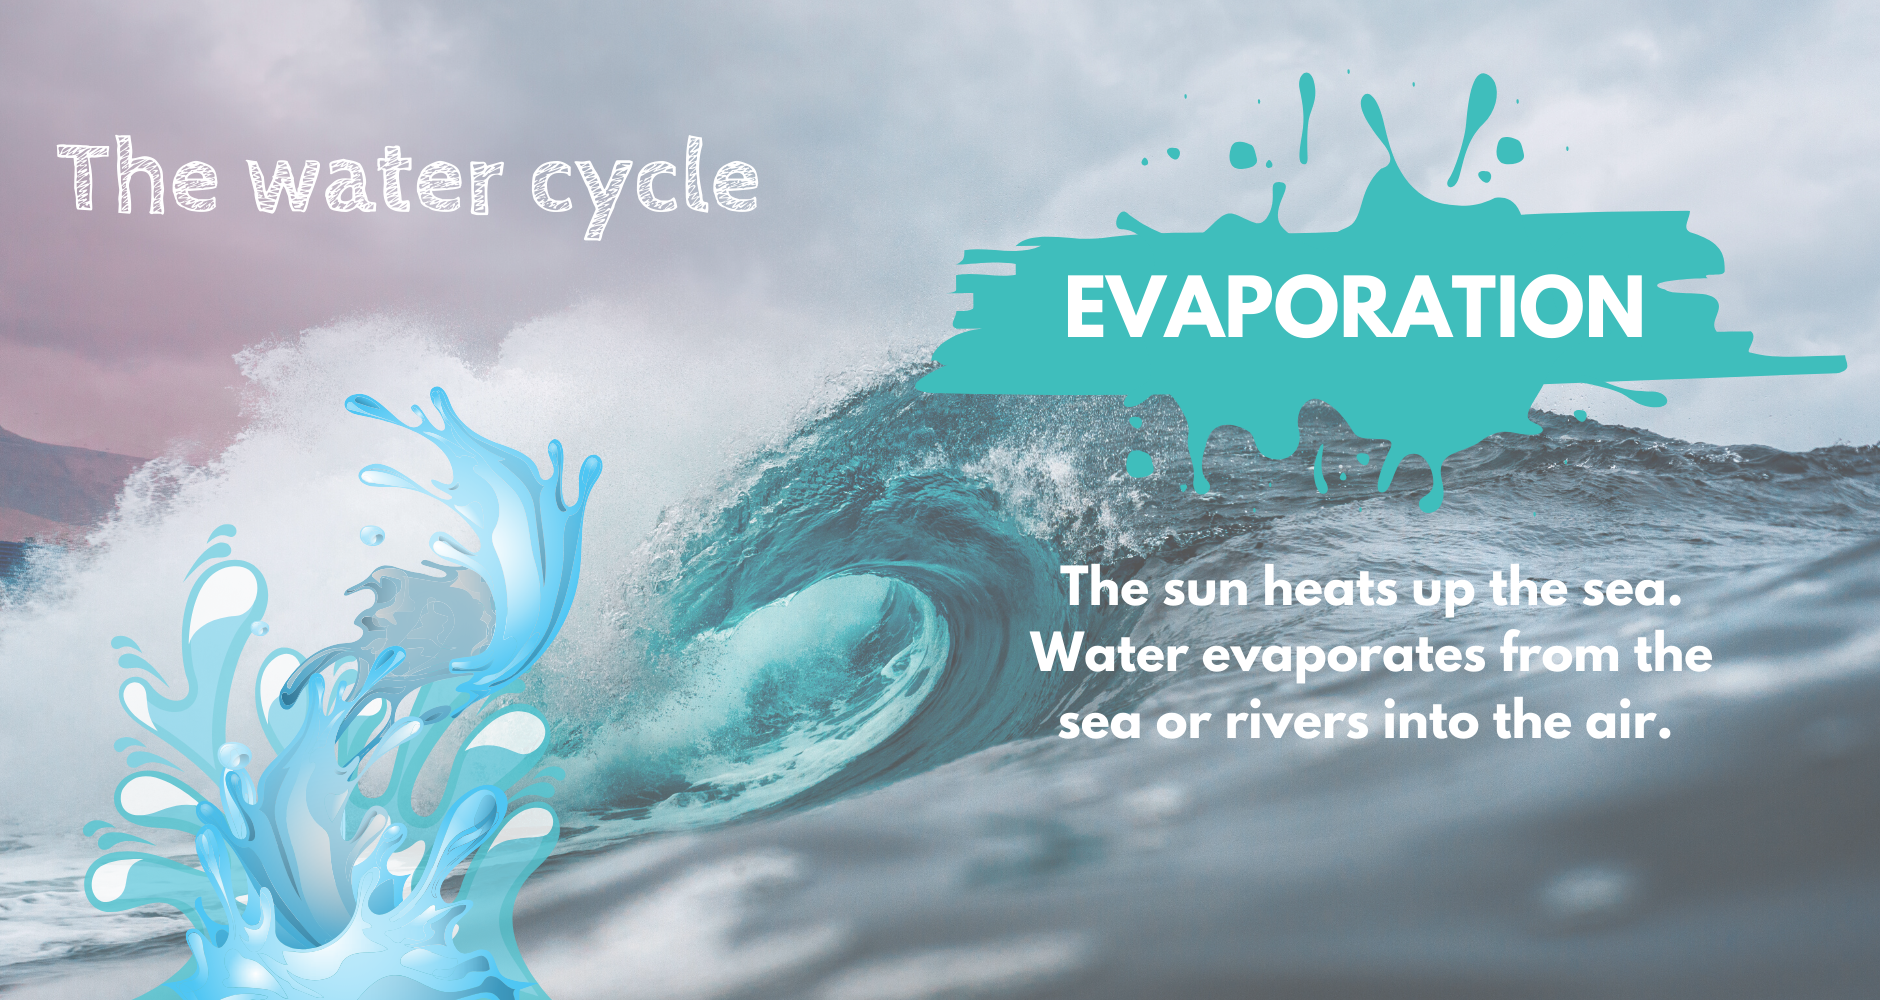 The water cycle
EVAPORATION
The sun heats up the sea.
Water evaporates from the
sea or rivers into the air.